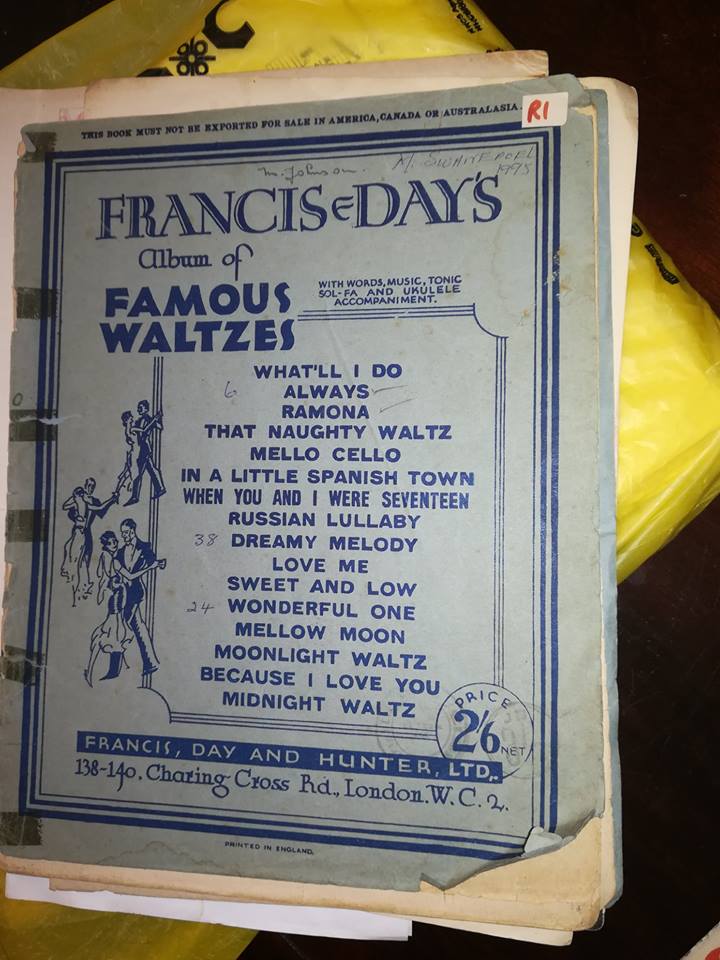 THIS BOOK MUST NOT BE EXPORTED FOR SALE IN AMERICA, CANADA OR AUSTRALASIA.
R1
M. Johnson.
1995
FRANCIS & DAY'S
Album of
FAMOUS
WALTZES
WITH WORDS, MUSIC, TONIC
SOL-FA AND UKULELE
ACCOMPANIMENT.
WHAT'LL I DO
6 ALWAYS
RAMONA
THAT NAUGHTY WALTZ
MELLO CELLO
IN A LITTLE SPANISH TOWN
WHEN YOU AND I WERE SEVENTEEN
RUSSIAN LULLABY
38 DREAMY MELODY
LOVE ME
SWEET AND LOW
24 WONDERFUL ONE
MELLOW MOON
MOONLIGHT WALTZ
BECAUSE I LOVE YOU
MIDNIGHT WALTZ
PRICE
2/6
NET
FRANCIS, DAY AND HUNTER, LTD.
138-140, Charing Cross Rd., London. W.C. 2.
PRINTED IN ENGLAND.